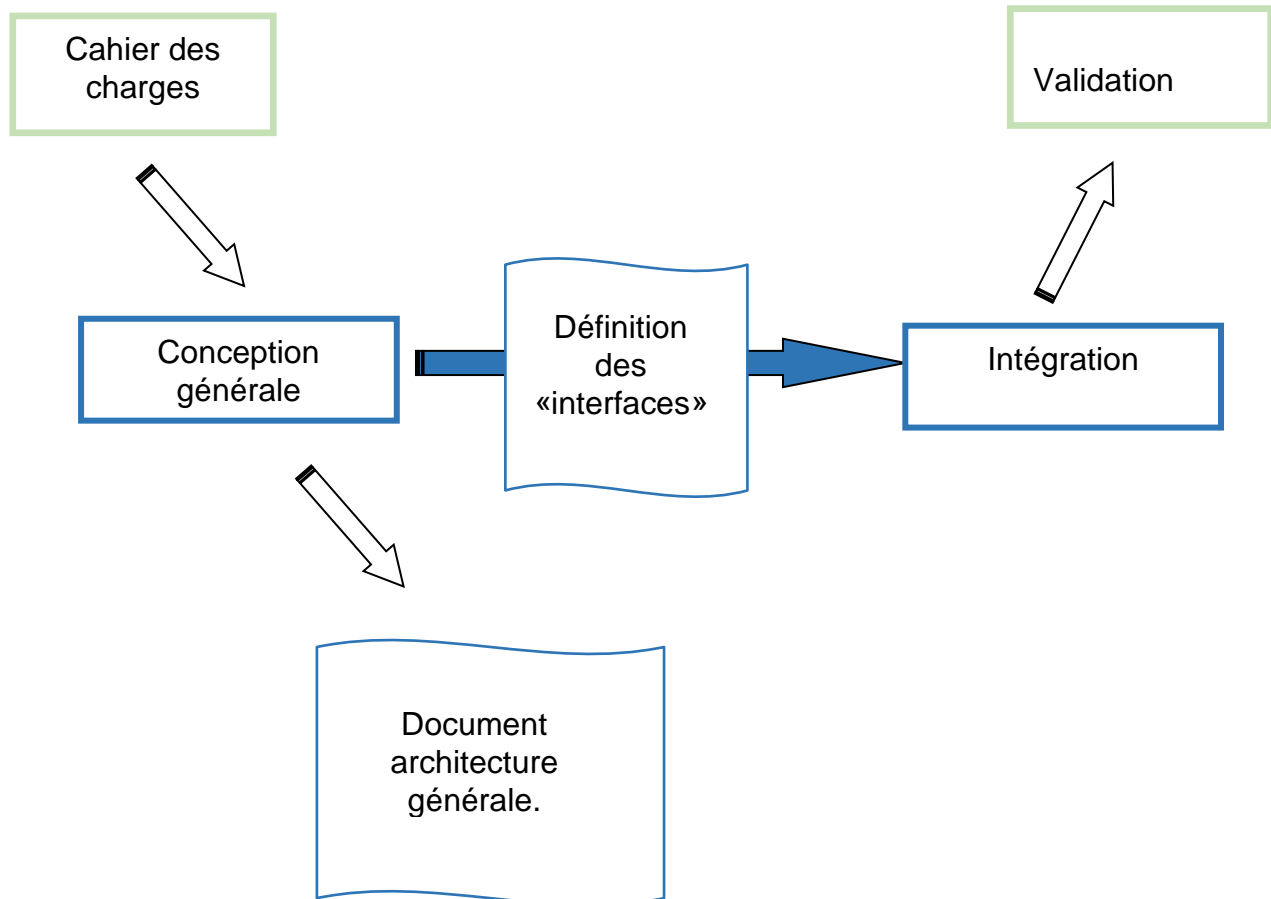 Cahier des
charges
Validation
Conception
générale
Définition
des
«interfaces»
Intégration
Document
architecture
générale.